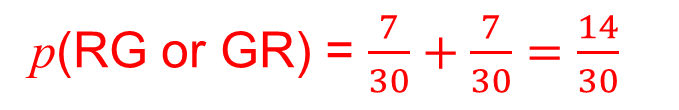 p(RG or GR) = 7/30 + 7/30 = 14/30